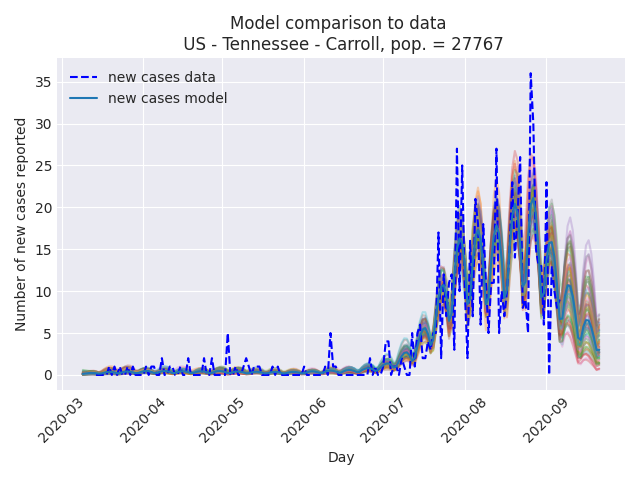 Model comparison to data
US - Tennessee - Carroll, pop. = 27767
new cases data
new cases model
Number of new cases reported
35
30
25
20
15
10
5
0
2020-03
2020-04
2020-05
2020-06
2020-07
2020-08
2020-09
Day